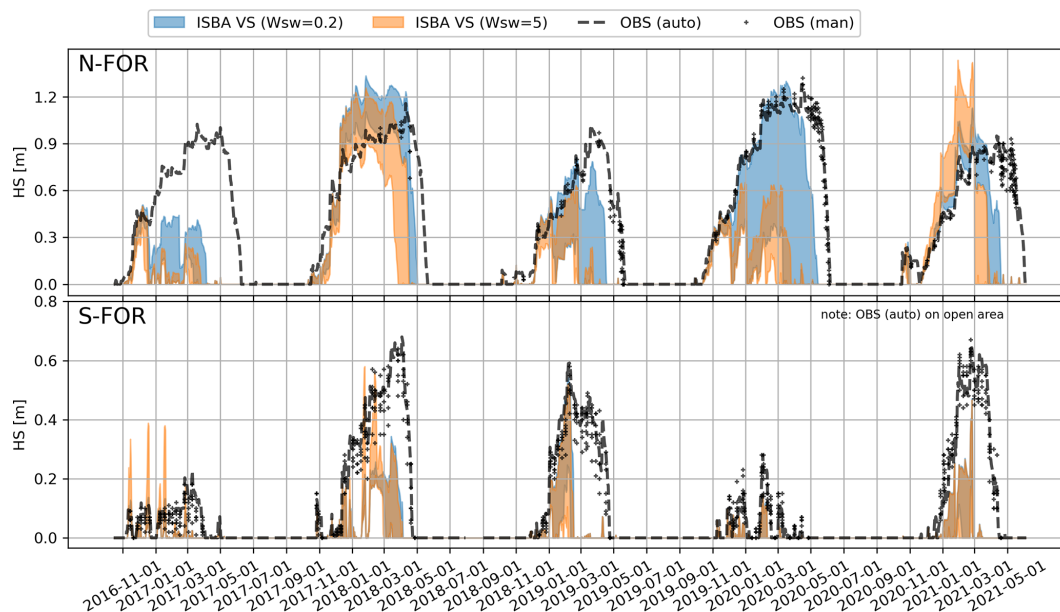 ISBA VS (Wsw=0.2) ISBA VS (Wsw=5) OBS (auto) OBS (man)
N-FOR
HS [m]
1.2
0.9
0.6
0.3
0.0
S-FOR
note: OBS (auto) on open area
HS [m]
0.8
0.6
0.4
0.2
0.0
2016-11-01 2017-01-01 2017-03-01 2017-05-01 2017-07-01 2017-09-01 2017-11-01 2018-01-01 2018-03-01 2018-05-01 2018-07-01 2018-09-01 2018-11-01 2019-01-01 2019-03-01 2019-05-01 2019-07-01 2019-09-01 2019-11-01 2020-01-01 2020-03-01 2020-05-01 2020-07-01 2020-09-01 2020-11-01 2021-01-01 2021-03-01 2021-05-01